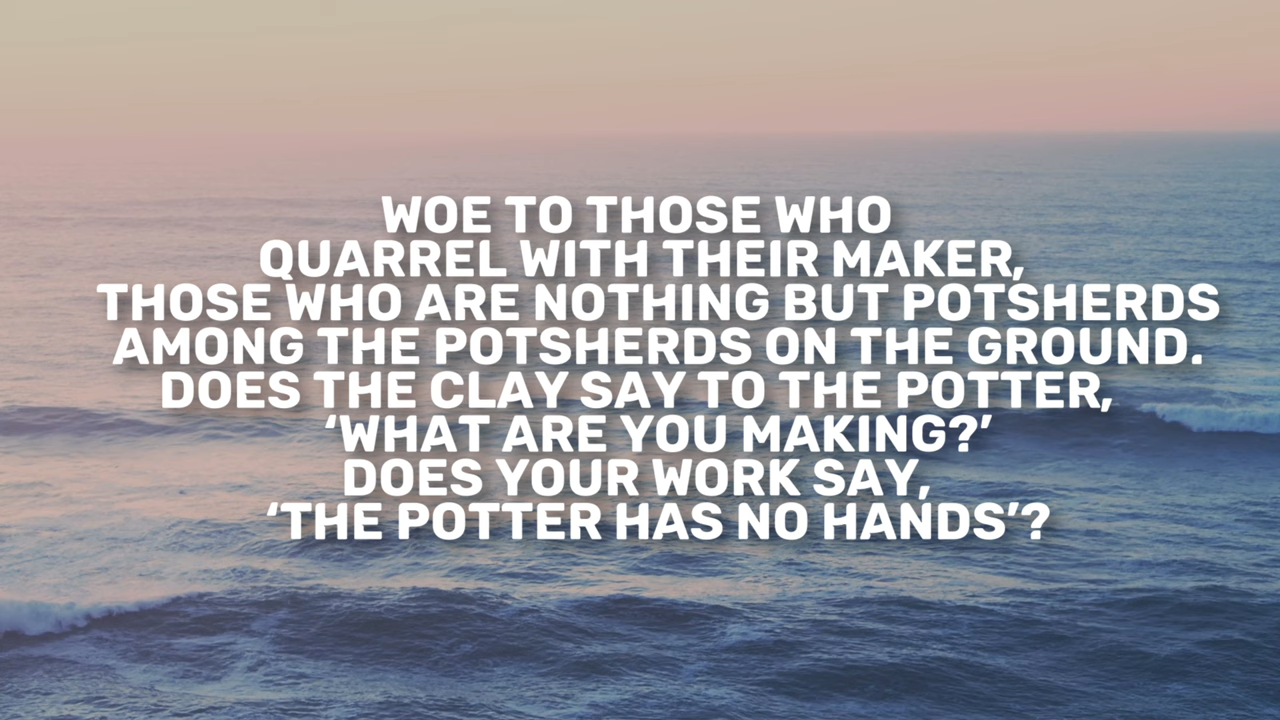 WOE TO THOSE WHO
QUARREL WITH THEIR MAKER,
THOSE WHO ARE NOTHING BUT POTSHERDS
AMONG THE POTSHERDS ON THE GROUND.
DOES THE CLAY SAY TO THE POTTER,
‘WHAT ARE YOU MAKING?’
DOES YOUR WORK SAY,
‘THE POTTER HAS NO HANDS’?